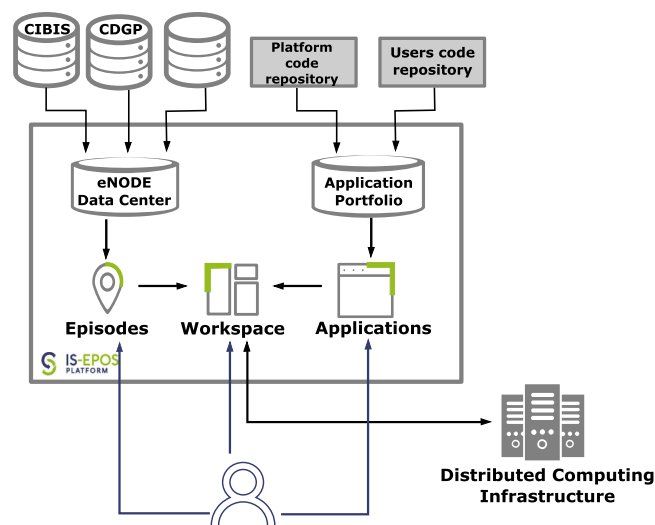 CIBIS
CDGP
Platform
code
repository
Users code
repository
eNODE
Data Center
Application
Portfolio
Episodes
Workspace
Applications
IS-EPOS
PLATFORM
Distributed Computing
Infrastructure